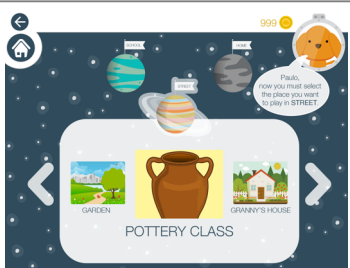 999
SCHOOL
HOME
STREET
Paulo,
now you must select
the place you want
to play in STREET.
GARDEN
GRANNY'S HOUSE
POTTERY CLASS